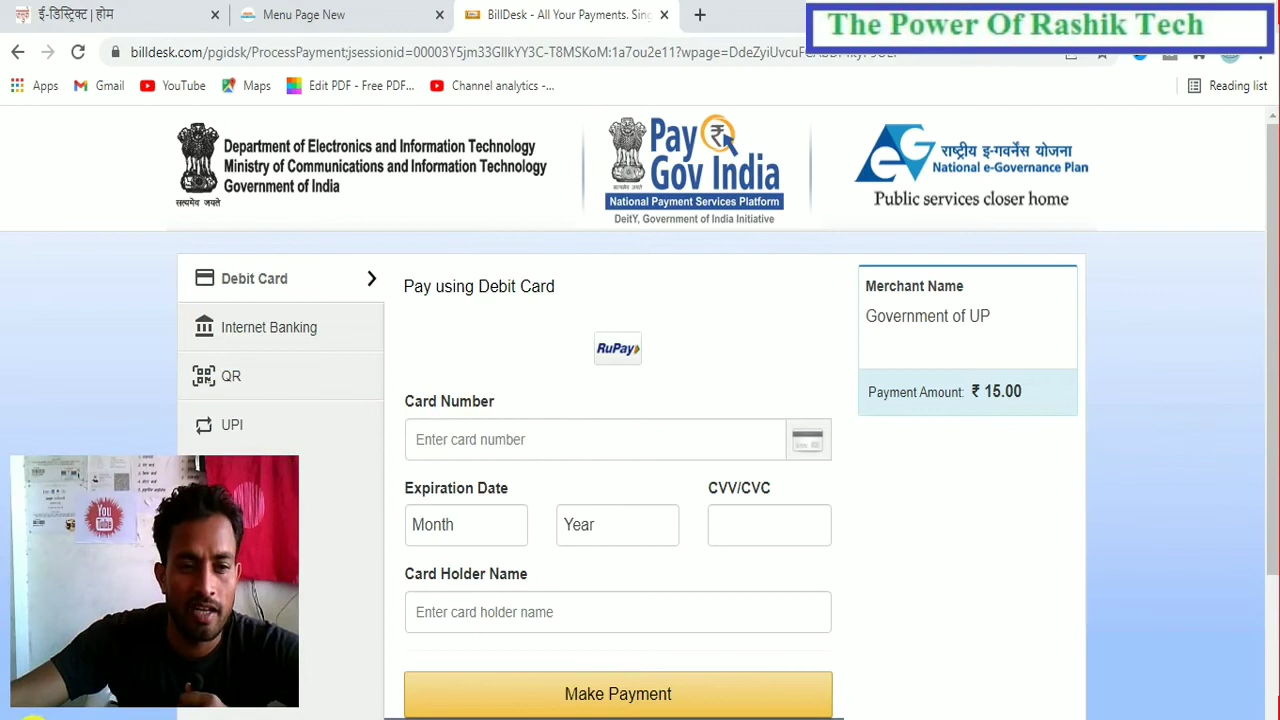 ई-डिस्ट्रिक्ट | होम
Menu Page New
BillDesk - All Your Payments. Sin
The Power Of Rashik Tech
billdesk.com/pgidsk/ProcessPayment;jsessionid=
Apps
Gmail
YouTube
Maps
Edit PDF - Free PDF...
Channel analytics -...
Reading list
Department of Electronics and Information Technology
Ministry of Communications and Information Technology
Government of India
सत्यमेव जयते
Pay ₹
Gov India
National Payment Services Platform
DeitY, Government of India Initiative
eG
राष्ट्रीय इ-गवर्नेंस योजना
National e-Governance Plan
Public services closer home
Debit Card
Internet Banking
QR
UPI
Pay using Debit Card
RuPay
Card Number
Enter card number
Expiration Date
CVV/CVC
Month
Year
Card Holder Name
Enter card holder name
Make Payment
Merchant Name
Government of UP
Payment Amount: ₹ 15.00
You
Tube